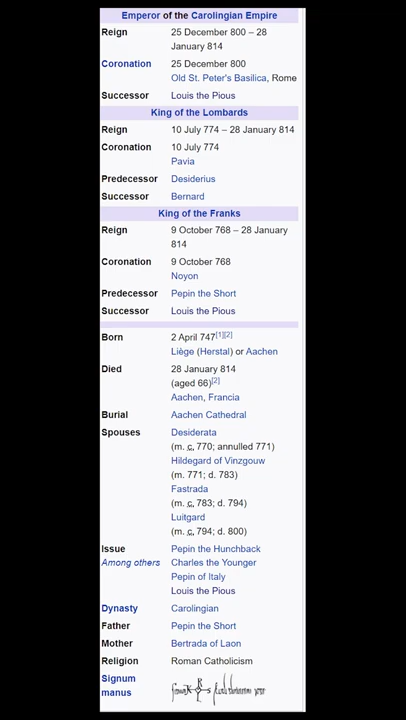 Emperor of the Carolingian Empire
Reign 25 December 800 – 28
January 814
Coronation 25 December 800
Old St. Peter's Basilica, Rome
Successor Louis the Pious
King of the Lombards
Reign 10 July 774 – 28 January 814
Coronation 10 July 774
Pavia
Predecessor Desiderius
Successor Bernard
King of the Franks
Reign 9 October 768 – 28 January
814
Coronation 9 October 768
Noyon
Predecessor Pepin the Short
Successor Louis the Pious
Born 2 April 747[1][2]
Liège (Herstal) or Aachen
Died 28 January 814
(aged 66)[2]
Aachen, Francia
Burial Aachen Cathedral
Spouses Desiderata
(m. c. 770; annulled 771)
Hildegard of Vinzgouw
(m. 771; d. 783)
Fastrada
(m. c. 783; d. 794)
Luitgard
(m. c. 794; d. 800)
Issue Pepin the Hunchback
Among others Charles the Younger
Pepin of Italy
Louis the Pious
Dynasty Carolingian
Father Pepin the Short
Mother Bertrada of Laon
Religion Roman Catholicism
Signum
manus